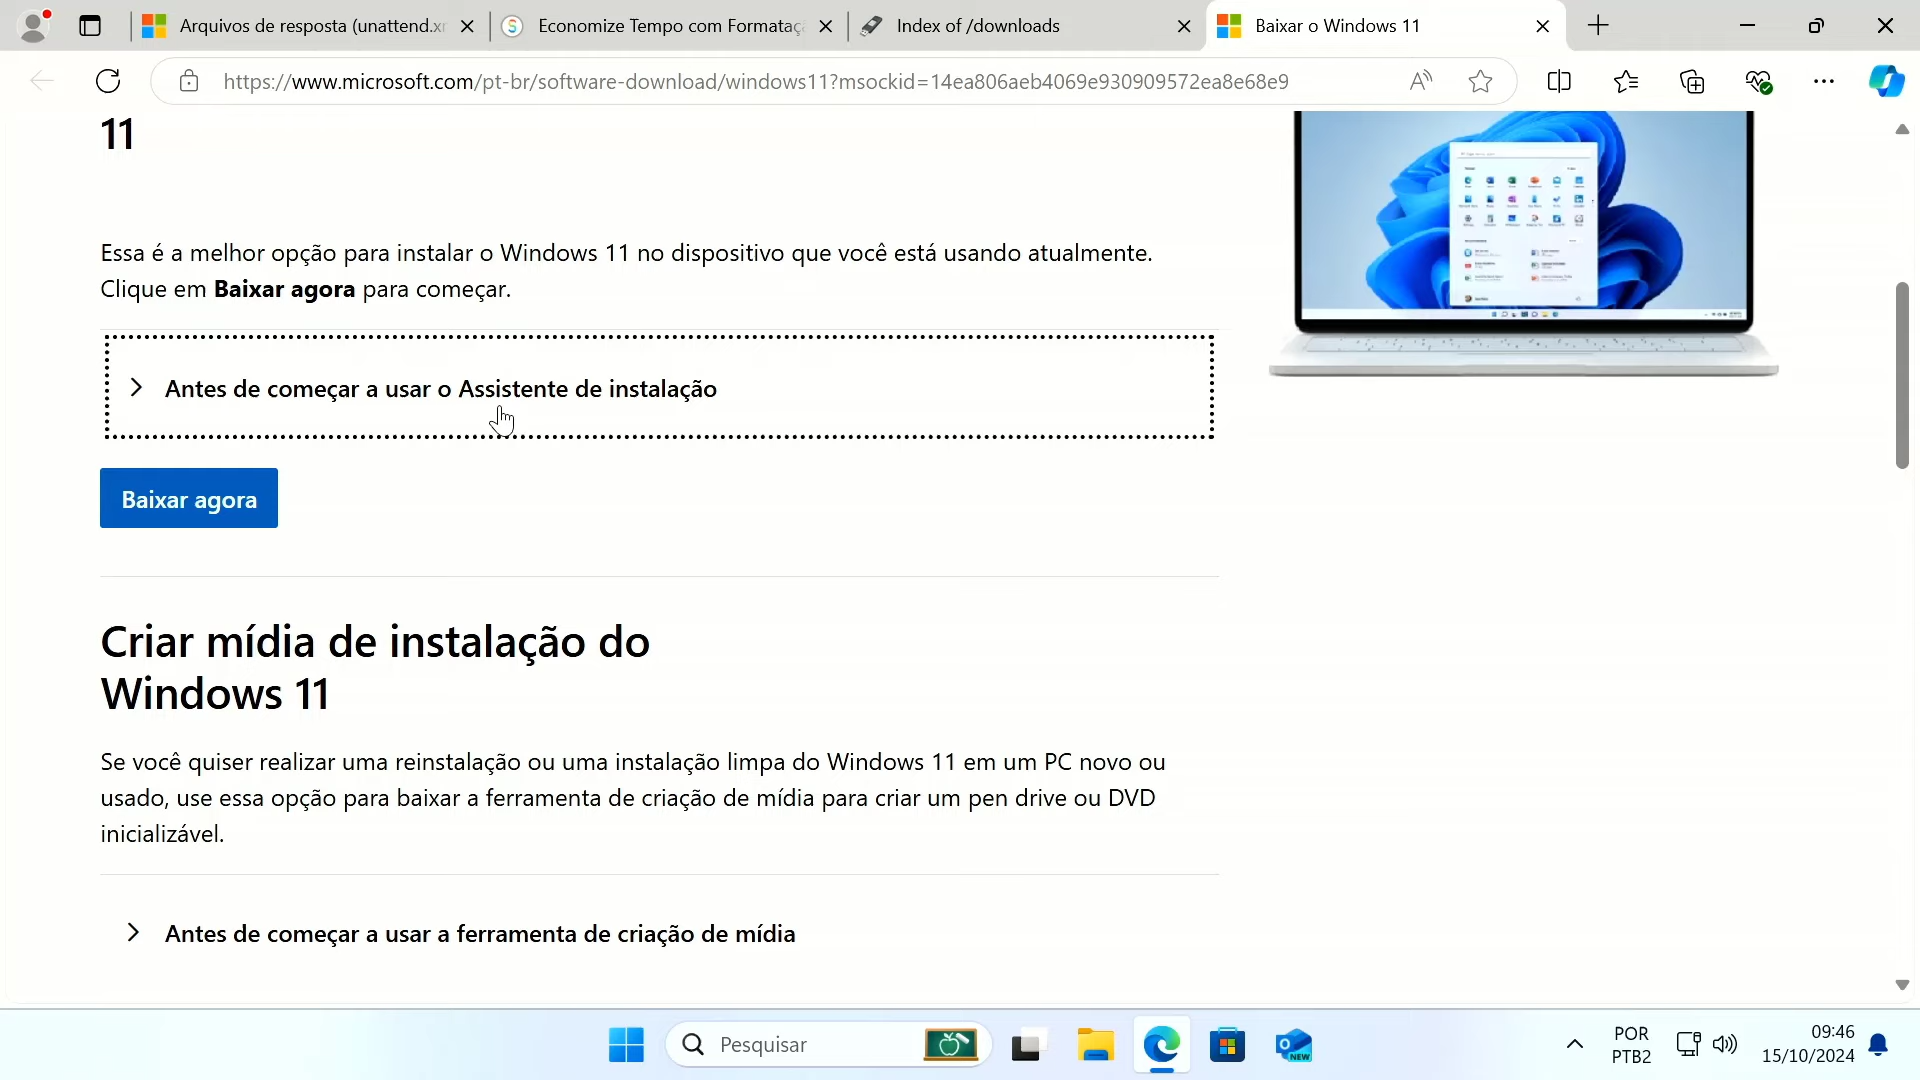 Arquivos de resposta (unattend.xr
Economize Tempo com Formataç
Index of /downloads
Baixar o Windows 11
https://www.microsoft.com/pt-br/software-download/windows11?msockid=14ea806aeb4069e930909572ea8e68e9
11
Essa é a melhor opção para instalar o Windows 11 no dispositivo que você está usando atualmente.
Clique em Baixar agora para começar.
Antes de começar a usar o Assistente de instalação
Baixar agora
Criar mídia de instalação do
Windows 11
Se você quiser realizar uma reinstalação ou uma instalação limpa do Windows 11 em um PC novo ou
usado, use essa opção para baixar a ferramenta de criação de mídia para criar um pen drive ou DVD
inicializável.
Antes de começar a usar a ferramenta de criação de mídia
Pesquisar
NEW
POR
PTB2
09:46
15/10/2024